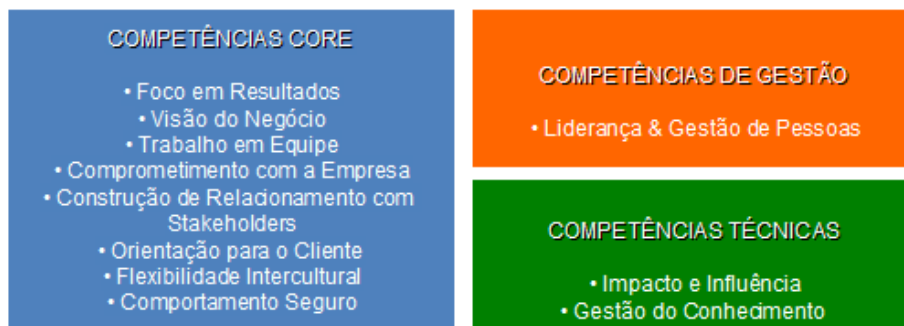 COMPETÊNCIAS CORE
• Foco em Resultados
• Visão do Negócio
• Trabalho em Equipe
• Comprometimento com a Empresa
• Construção de Relacionamento com
Stakeholders
• Orientação para o Cliente
• Flexibilidade Intercultural
• Comportamento Seguro
COMPETÊNCIAS DE GESTÃO
• Liderança & Gestão de Pessoas
COMPETÊNCIAS TÉCNICAS
• Impacto e Influência
• Gestão do Conhecimento